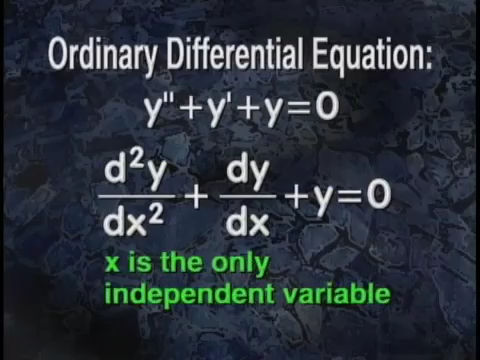 Ordinary Differential Equation:
y"+y'+y=0
d²y/dx² + dy/dx +y=0
x is the only
independent variable